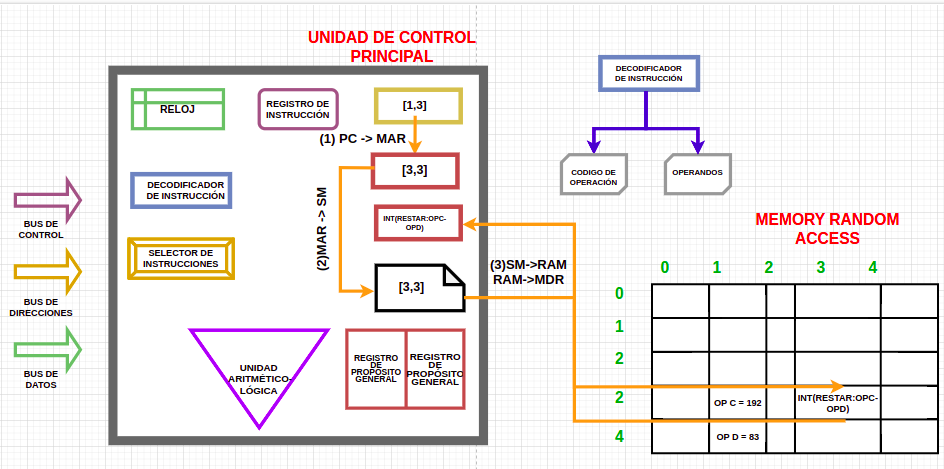 UNIDAD DE CONTROL
PRINCIPAL
RELOJ
REGISTRO DE
INSTRUCCIÓN
[1,3]
(1) PC -> MAR
[3,3]
DECODIFICADOR
DE INSTRUCCIÓN
(2)MAR -> SM
INT(RESTAR:OPC-
OPD)
SELECTOR DE
INSTRUCCIONES
[3,3]
(3)SM->RAM
RAM->MDR
UNIDAD
ARITMÉTICO-
LÓGICA
REGISTRO
DE
PROPÓSITO
GENERAL
REGISTRO
DE
PROPÓSITO
GENERAL
BUS DE
CONTROL
BUS DE
DIRECCIONES
BUS DE
DATOS
DECODIFICADOR
DE INSTRUCCIÓN
CODIGO DE
OPERACIÓN
OPERANDOS
MEMORY RANDOM
ACCESS
0 1 2 3 4
0
1
2
2
OP C = 192
INT(RESTAR:OPC-
OPD)
4
OP D = 83